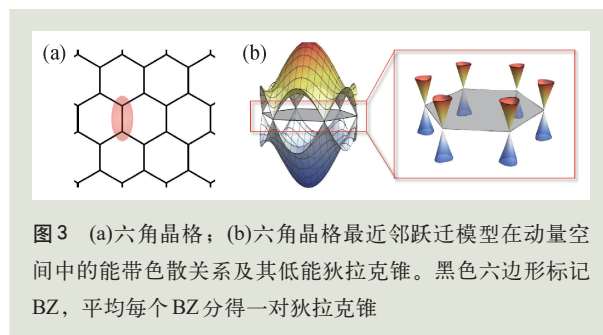 (a)
(b)
图3 (a)六角晶格；(b)六角晶格最近邻跃迁模型在动量空
间中的能带色散关系及其低能狄拉克锥。黑色六边形标记
BZ，平均每个BZ分得一对狄拉克锥